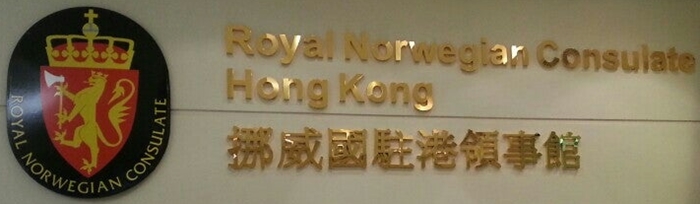 ROYAL NORWEGIAN CONSULATE
Royal Norwegian Consulate
Hong Kong
挪威國駐港領事館